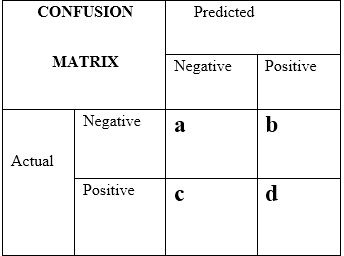 CONFUSION
MATRIX
Predicted
Negative Positive
Actual
Negative a b
Positive c d